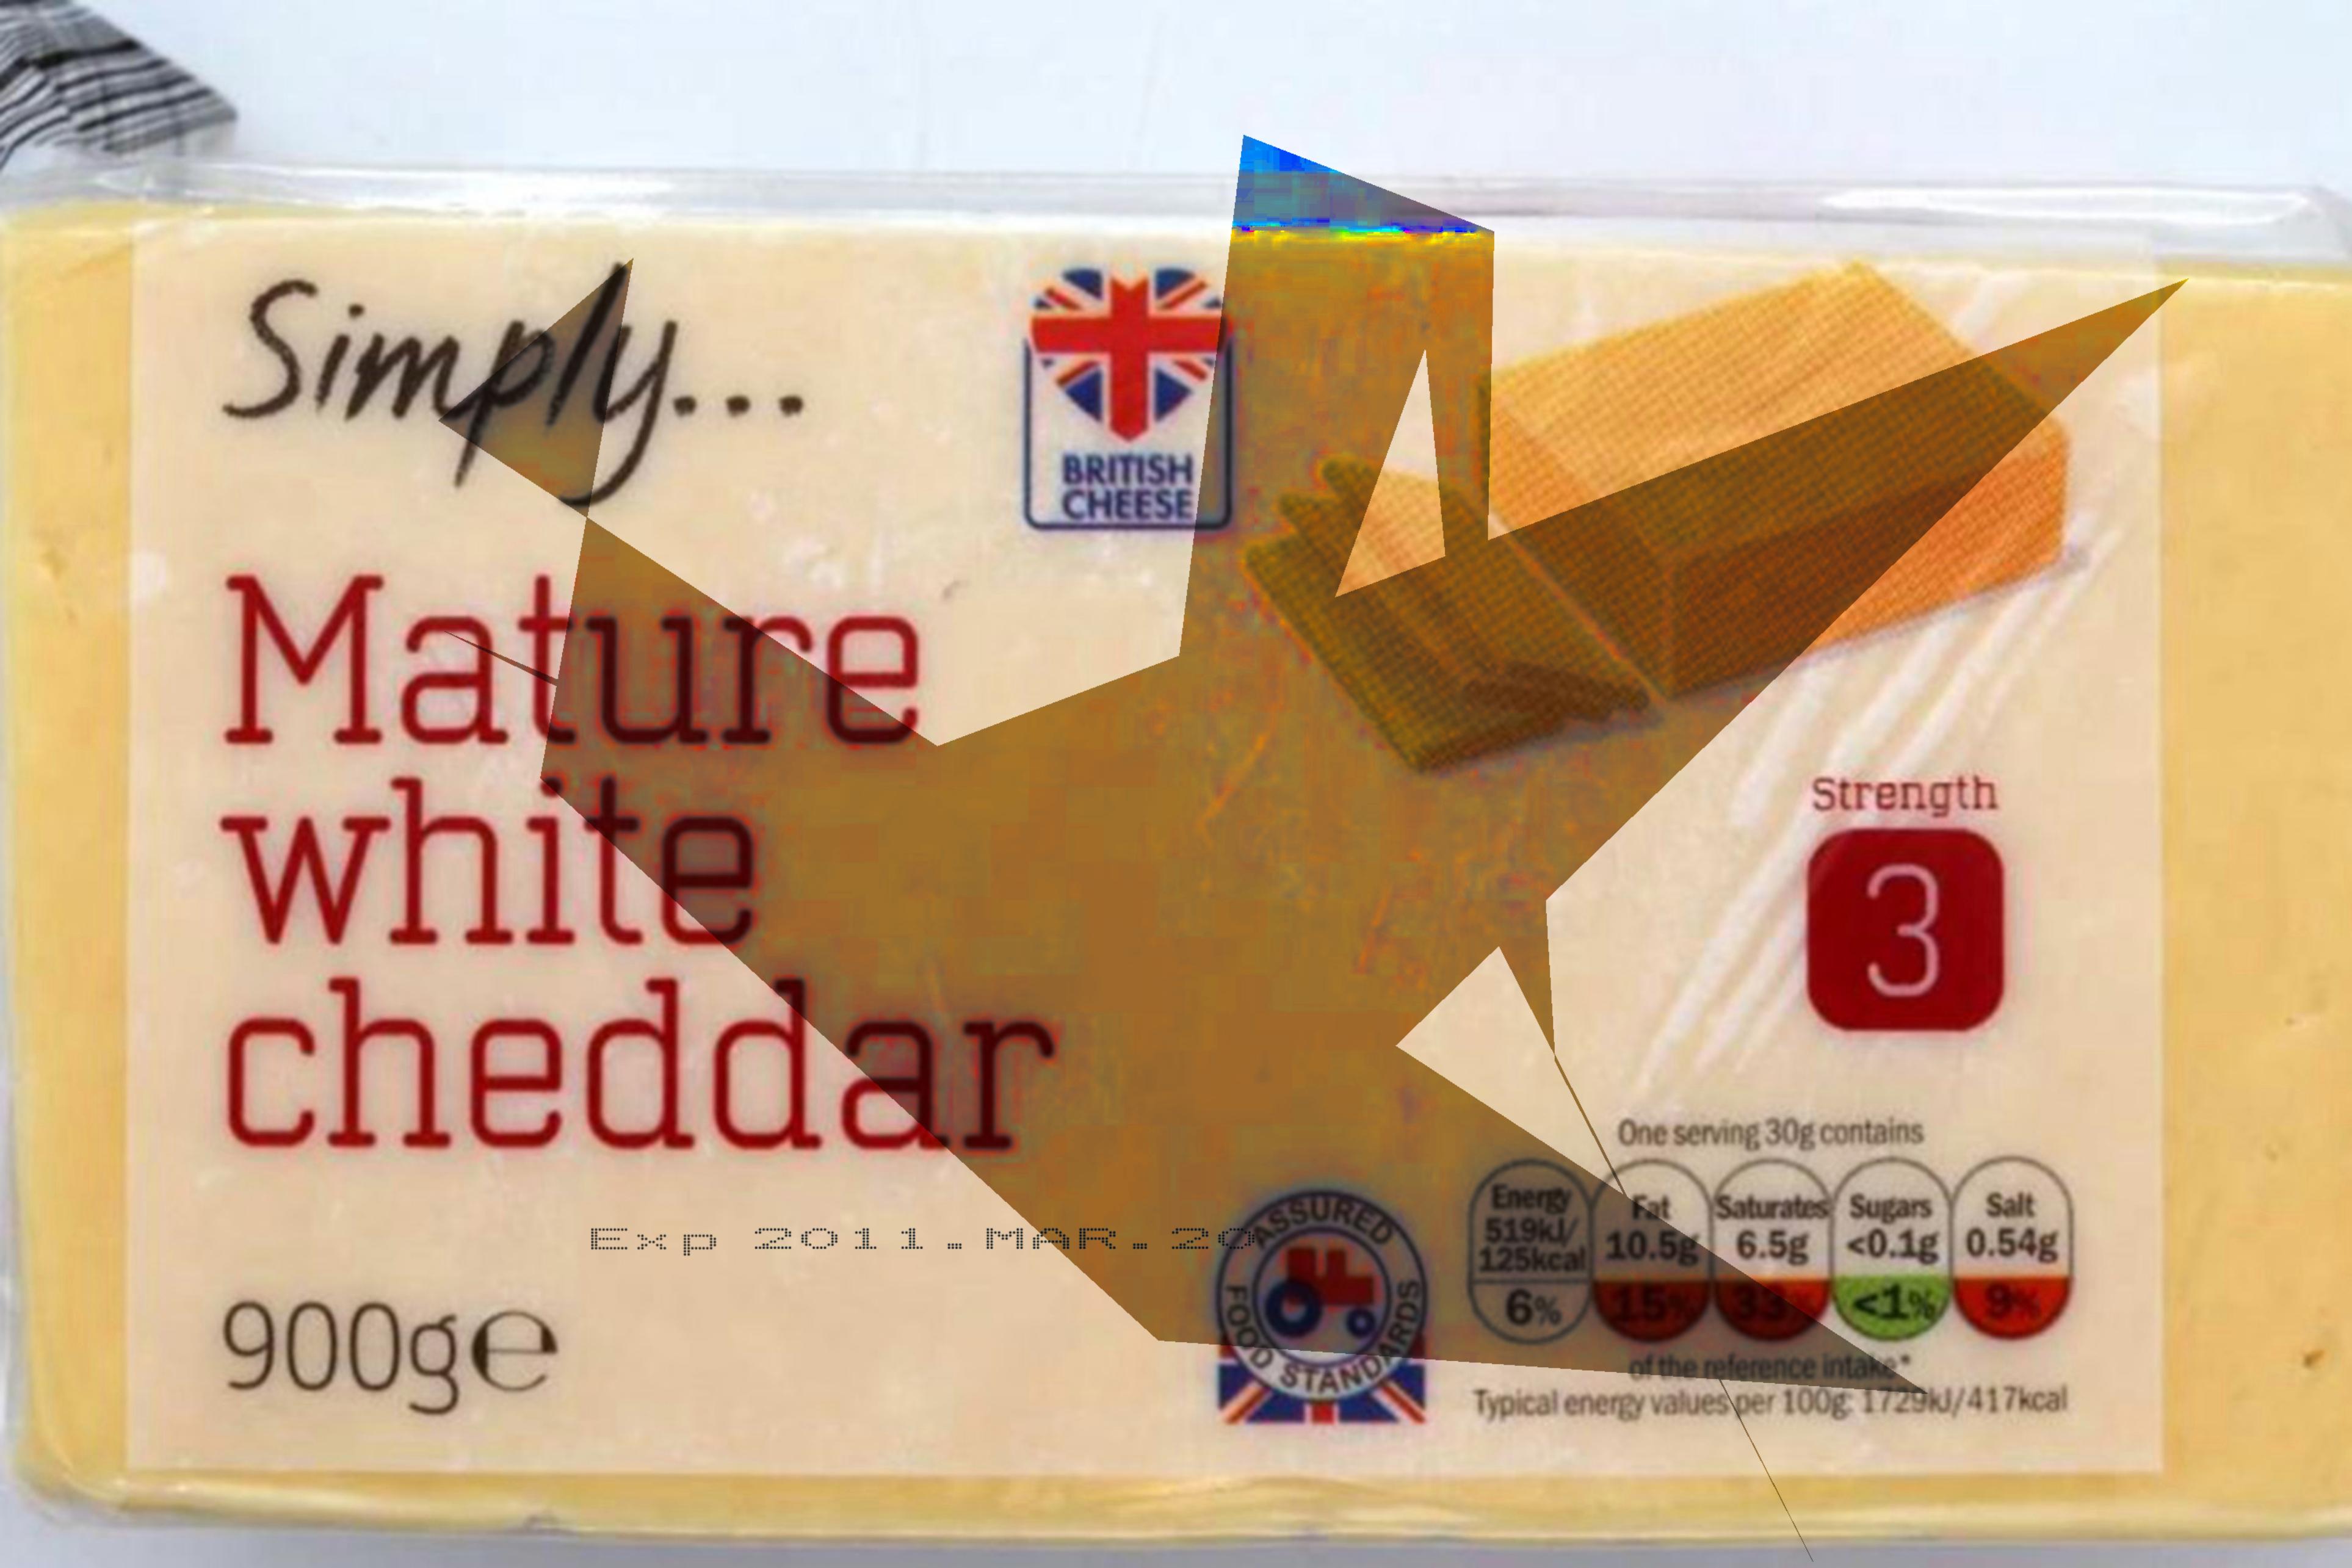 Simply...
BRITISH
CHEESE
Mature
white
cheddar
Strength
3
One serving 30g contains
Energy
519kJ/
125kcal
6%
Fat
10.5g
15%
Saturates
6.5g
33%
Sugars
<0.1g
<1%
Salt
0.54g
9%
of the reference intake*
Typical energy values per 100g: 1729kJ/417kcal
Exp 2011.MAR.20
ASSURED
FOOD STANDARDS
900g℮